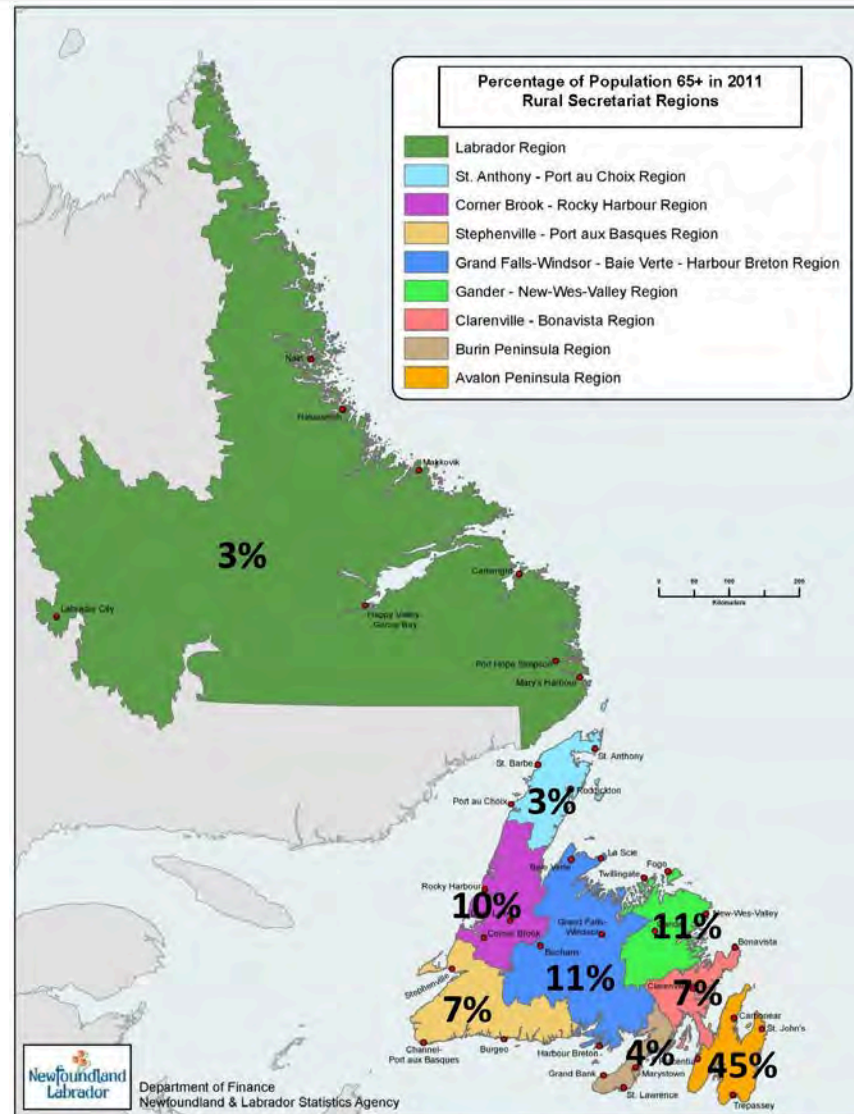 Percentage of Population 65+ in 2011
Rural Secretariat Regions
Labrador Region
St. Anthony - Port au Choix Region
Corner Brook - Rocky Harbour Region
Stephenville - Port aux Basques Region
Grand Falls-Windsor - Baie Verte - Harbour Breton Region
Gander - New-Wes-Valley Region
Clarenville - Bonavista Region
Burin Peninsula Region
Avalon Peninsula Region
Nain
Makkovik
3%
Cartwright
Labrador City
Happy Valley-
Goose Bay
0 50 100 200
Kilometers
Port Hope Simpson
Mary's Harbour
St. Anthony
St. Barbe
Roddickton
3%
Port au Choix
La Scie
Baie Verte
Fogo
Twillingate
Rocky Harbour
10%
New-Wes-Valley
11%
Grand Falls-
Windsor
Corner Brook
Buchans
Bonavista
Stephenville
11%
7%
7%
Carbonear
St. John's
Channel-
Port aux Basques
Burgeo
Harbour Breton
4%
45%
Grand Bank
Marystown
St. Lawrence
Trepassey
Newfoundland
Labrador
Department of Finance
Newfoundland & Labrador Statistics Agency